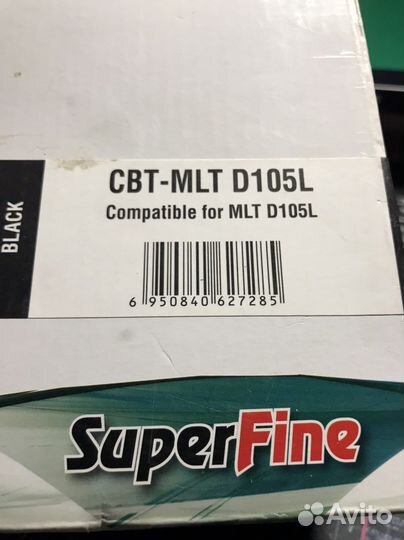 BLACK
CBT-MLT D105L
Compatible for MLT D105L
6 950840 627285
SuperFine
Avito